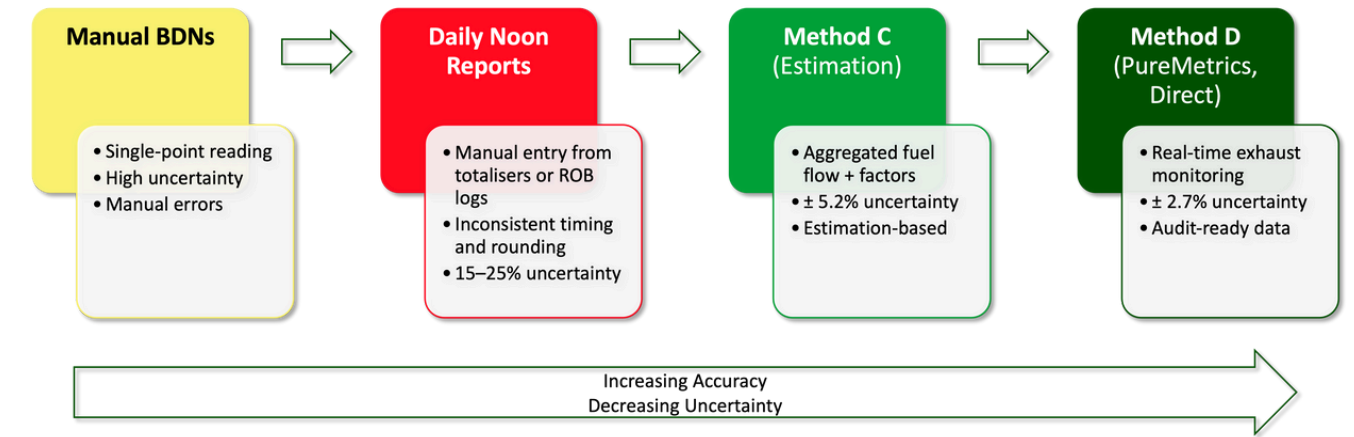 Manual BDNs
• Single-point reading
• High uncertainty
• Manual errors
Daily Noon
Reports
• Manual entry from
totalisers or ROB
logs
• Inconsistent timing
and rounding
• 15–25% uncertainty
Method C
(Estimation)
• Aggregated fuel
flow + factors
• ± 5.2% uncertainty
• Estimation-based
Method D
(PureMetrics,
Direct)
• Real-time exhaust
monitoring
• ± 2.7% uncertainty
• Audit-ready data
Increasing Accuracy
Decreasing Uncertainty